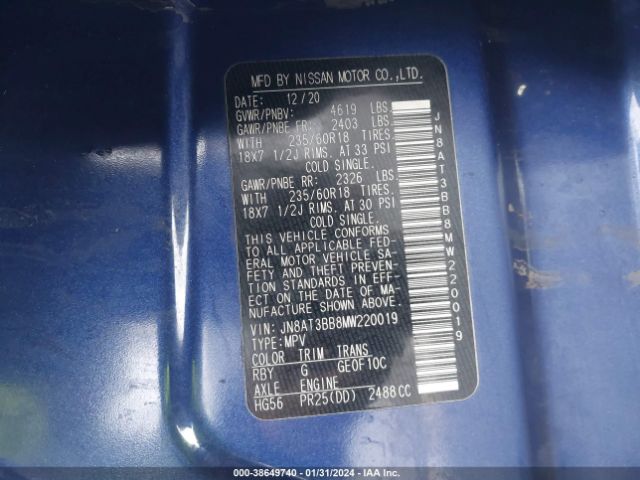 MFD BY NISSAN MOTOR CO.,LTD.
DATE: 12/20
GVWR/PNBV: 4619 LBS
GAWR/PNBE FR: 2403 LBS
WITH 235/60R18 TIRES
18X7 1/2J RIMS. AT 33 PSI
COLD SINGLE.
GAWR/PNBE RR: 2326 LBS
WITH 235/60R18 TIRES.
18X7 1/2J RIMS. AT 30 PSI
COLD SINGLE.
THIS VEHICLE CONFORMS
TO ALL APPLICABLE FED-
ERAL MOTOR VEHICLE SA-
FETY AND THEFT PREVEN-
TION STANDARDS IN EFF-
ECT ON THE DATE OF MA-
NUFACTURE SHOWN ABOVE.
VIN: JN8AT3BB8MW220019
TYPE:MPV
COLOR TRIM TRANS
RBY G GEOF10C
AXLE ENGINE
HG56 PR25(DD) 2488CC
JN8AT3BB8MW220019
000-38649740 - 01/31/2024 - IAA Inc.